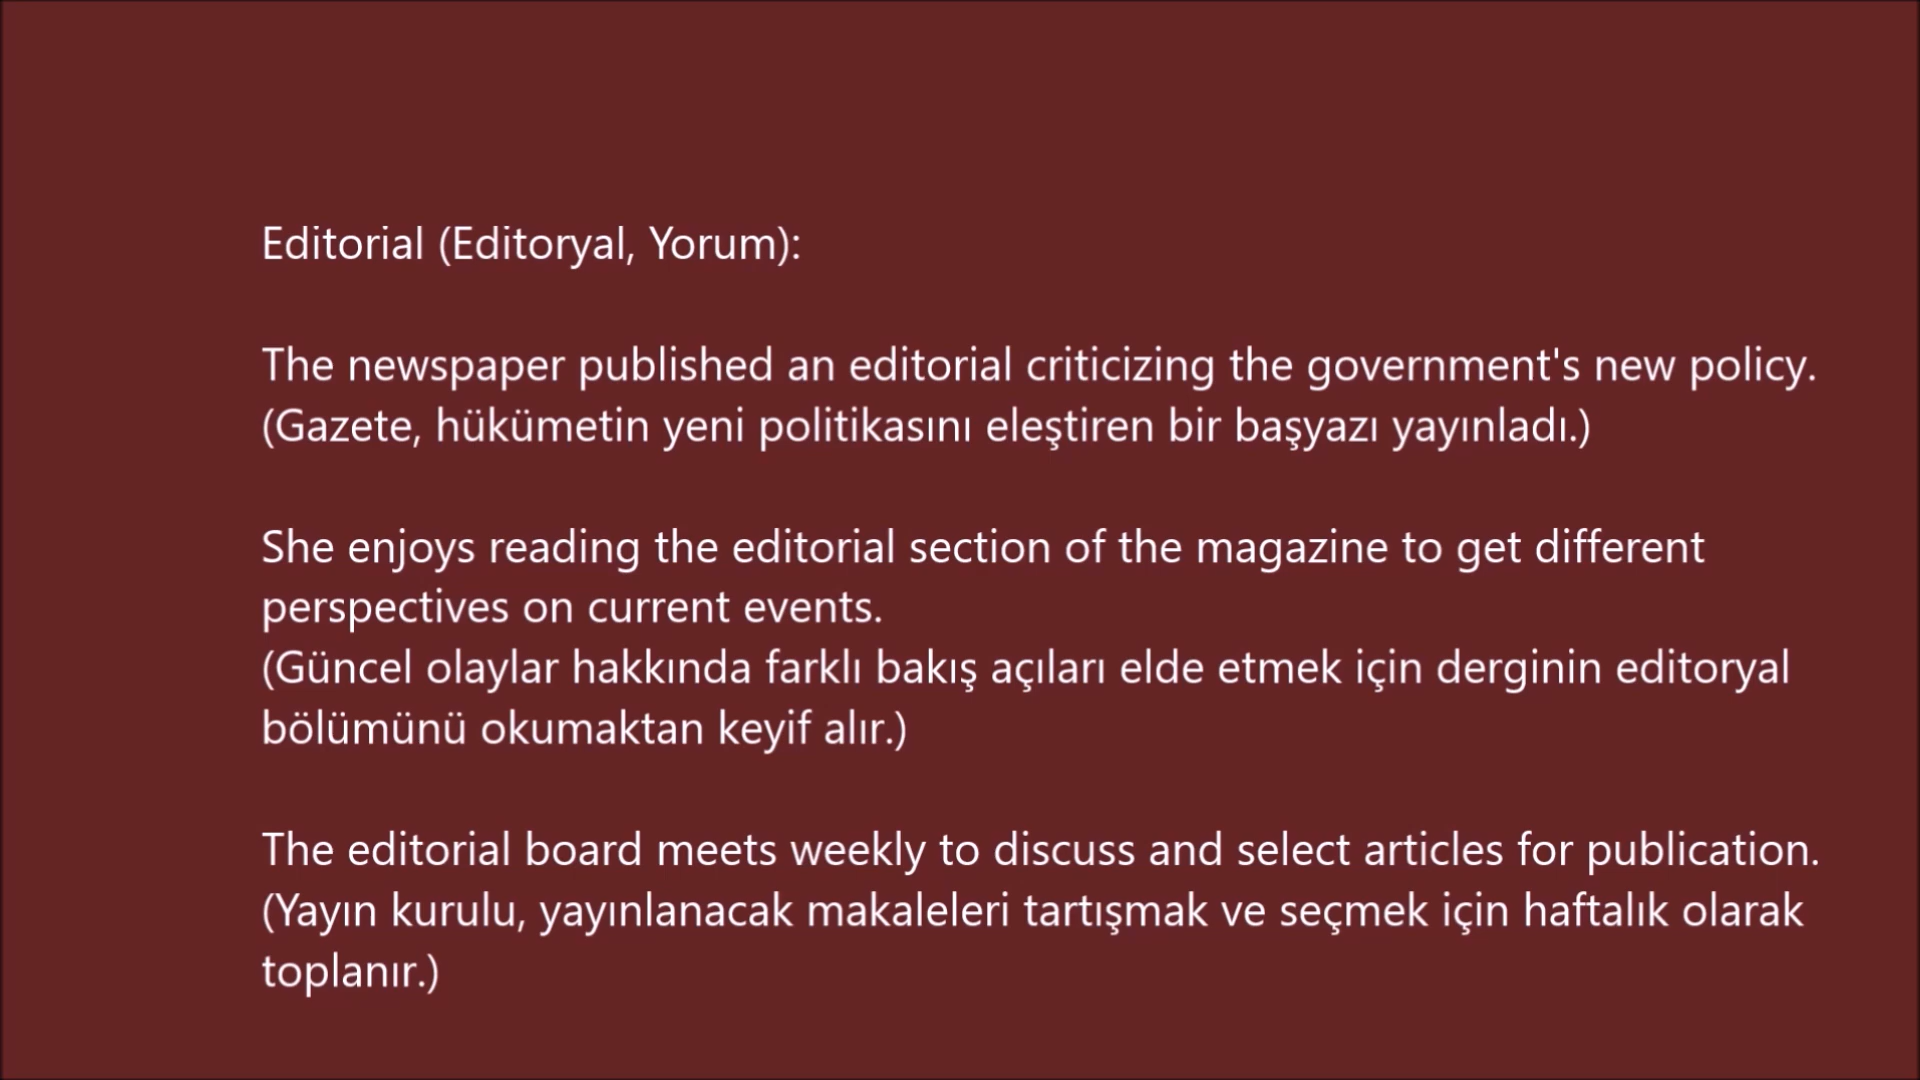 Editorial (Editoryal, Yorum):
The newspaper published an editorial criticizing the government's new policy.
(Gazete, hükümetin yeni politikasını eleştiren bir başyazı yayınladı.)
She enjoys reading the editorial section of the magazine to get different
perspectives on current events.
(Güncel olaylar hakkında farklı bakış açıları elde etmek için derginin editoryal
bölümünü okumaktan keyif alır.)
The editorial board meets weekly to discuss and select articles for publication.
(Yayın kurulu, yayınlanacak makaleleri tartışmak ve seçmek için haftalık olarak
toplanır.)